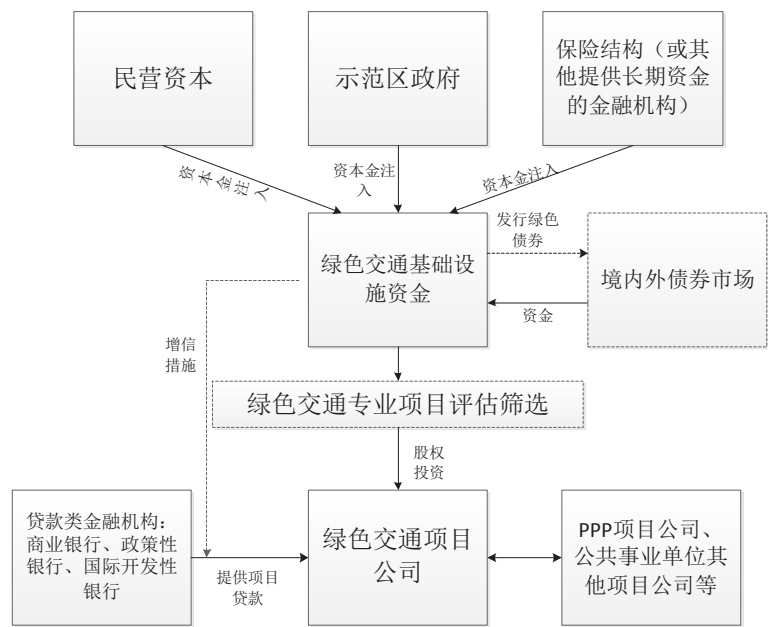 民营资本
示范区政府
保险结构（或其
他提供长期资金
的金融机构）
资本金注入
资本金注
入
资本金注入
发行绿色
债券
绿色交通基础设
施资金
境内外债券市场
资金
增信
措施
绿色交通专业项目评估筛选
股权
投资
贷款类金融机构：
商业银行、政策性
银行、国际开发性
银行
提供项目
贷款
绿色交通项目
公司
PPP项目公司、
公共事业单位其
他项目公司等